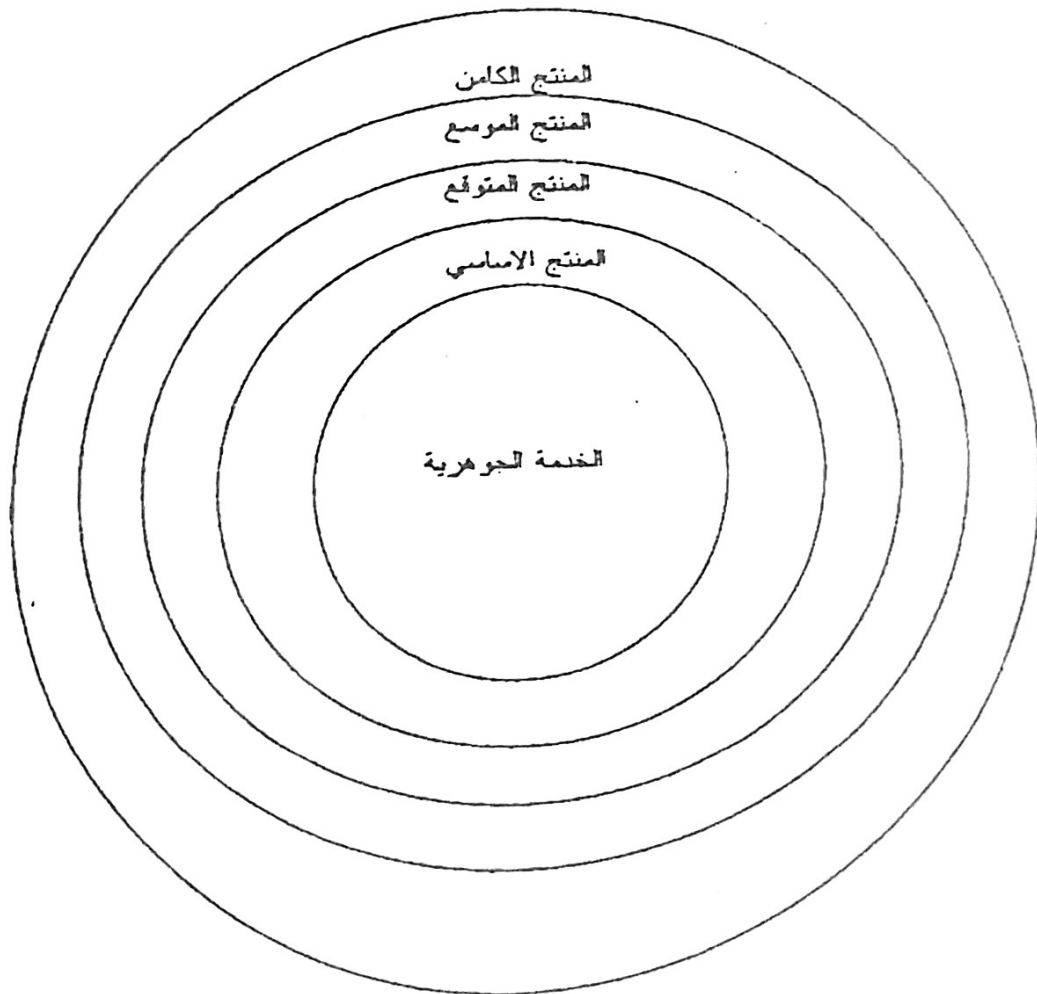 المنتج الكامن
المنتج الموسع
المنتج المتوقع
المنتج الاساسي
الخدمة الجوهرية